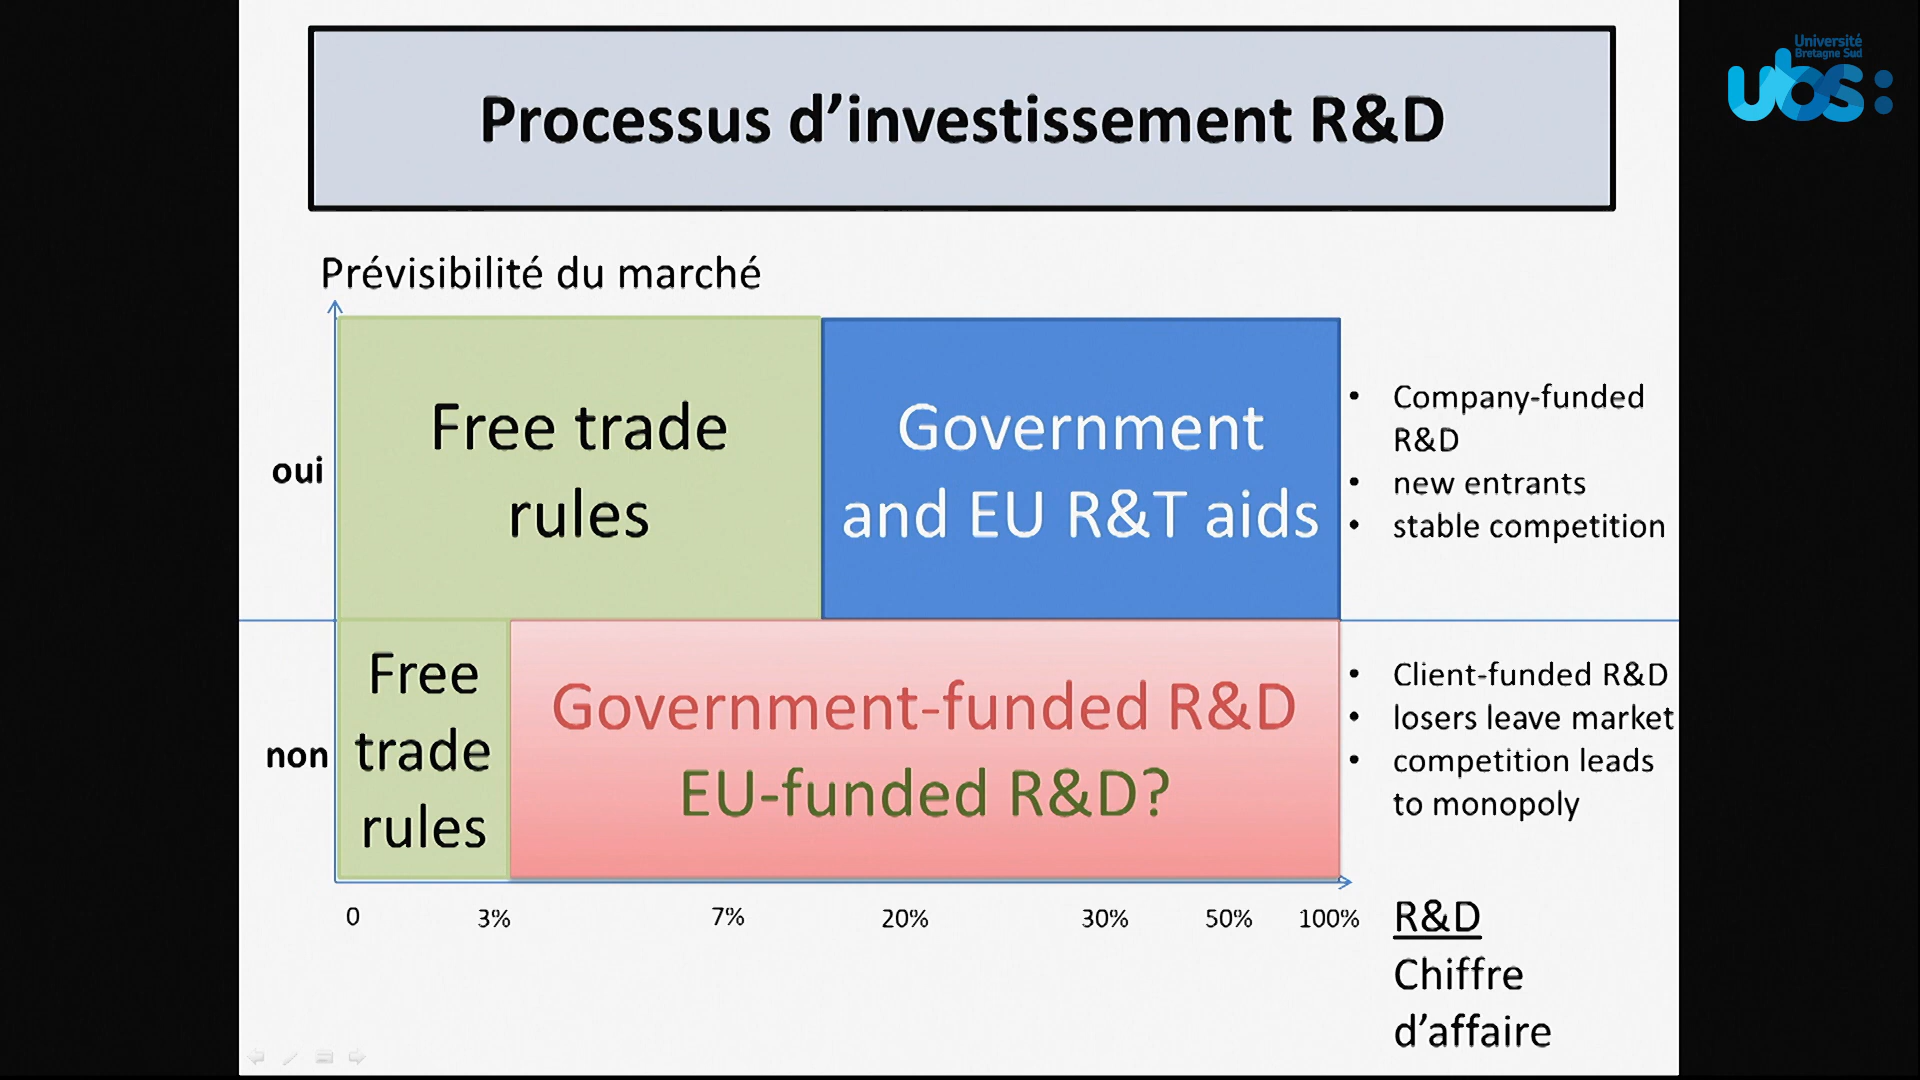 Université
Bretagne Sud
ubs:
Processus d’investissement R&D
Prévisibilité du marché
oui
Free trade
rules
Government
and EU R&T aids
• Company-funded
R&D
• new entrants
• stable competition
non
Free
trade
rules
Government-funded R&D
EU-funded R&D?
• Client-funded R&D
• losers leave market
• competition leads
to monopoly
0 3% 7% 20% 30% 50% 100%
R&D
Chiffre
d’affaire